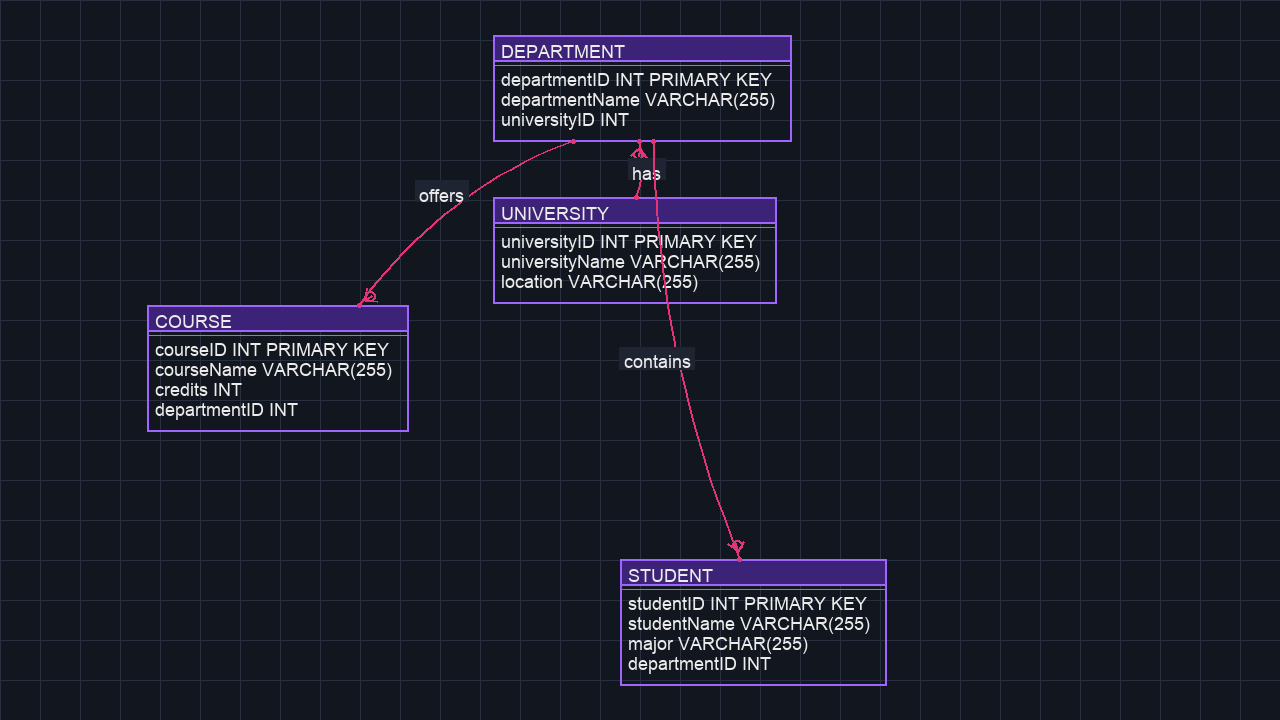 DEPARTMENT
departmentID INT PRIMARY KEY
departmentName VARCHAR(255)
universityID INT
has
offers
UNIVERSITY
universityID INT PRIMARY KEY
universityName VARCHAR(255)
location VARCHAR(255)
COURSE
courseID INT PRIMARY KEY
courseName VARCHAR(255)
credits INT
departmentID INT
contains
STUDENT
studentID INT PRIMARY KEY
studentName VARCHAR(255)
major VARCHAR(255)
departmentID INT